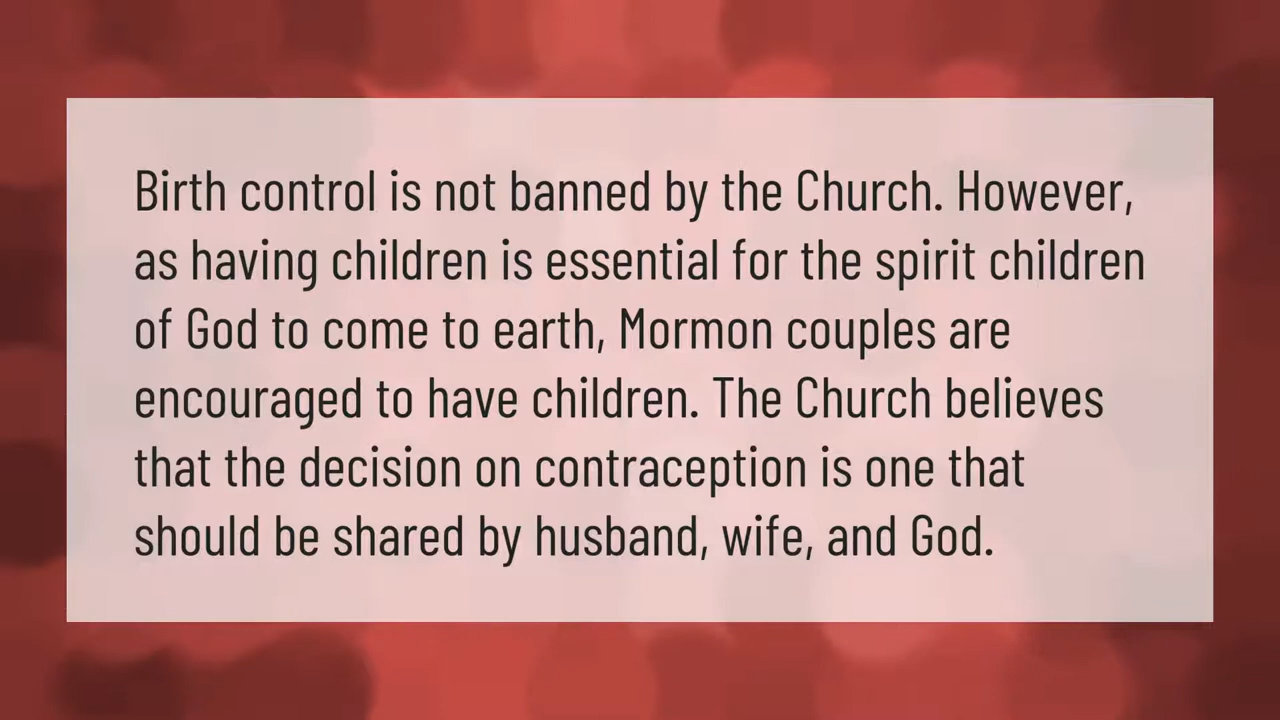 Birth control is not banned by the Church. However,
as having children is essential for the spirit children
of God to come to earth, Mormon couples are
encouraged to have children. The Church believes
that the decision on contraception is one that
should be shared by husband, wife, and God.